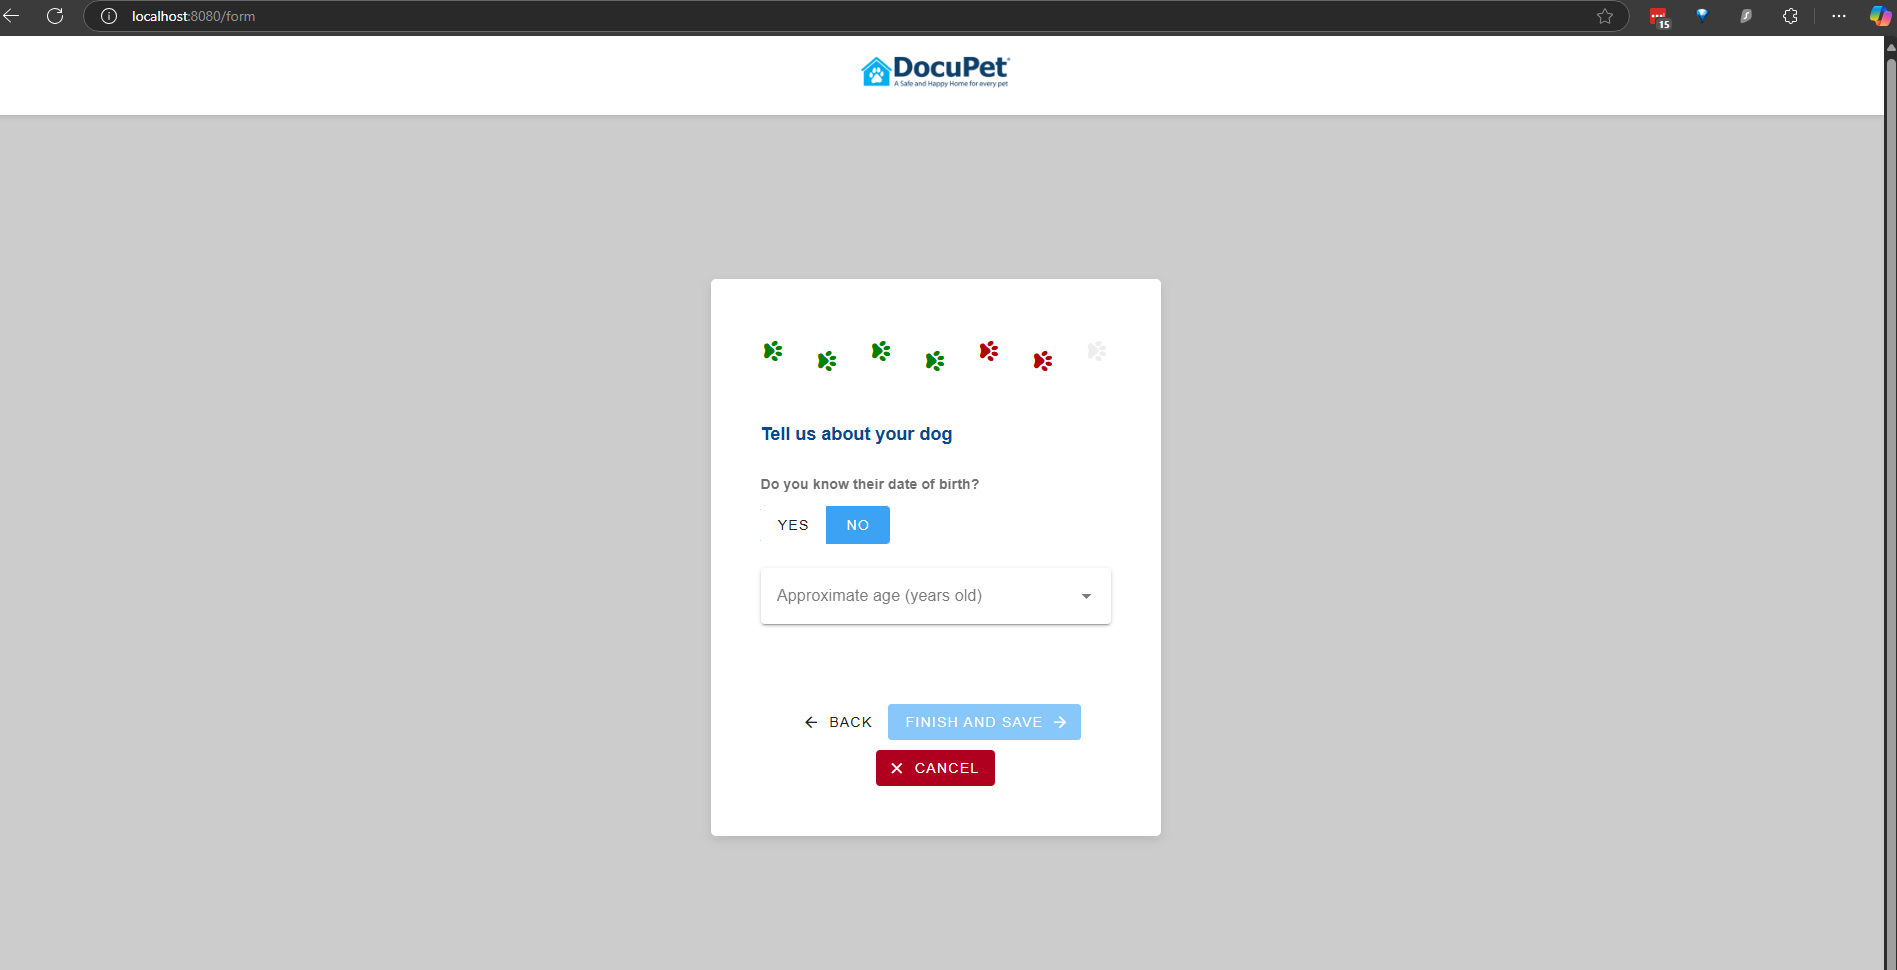 localhost:8080/form
15
DocuPet®
A Safe and Happy Home for every pet
Tell us about your dog
Do you know their date of birth?
YES NO
Approximate age (years old)
BACK FINISH AND SAVE
CANCEL